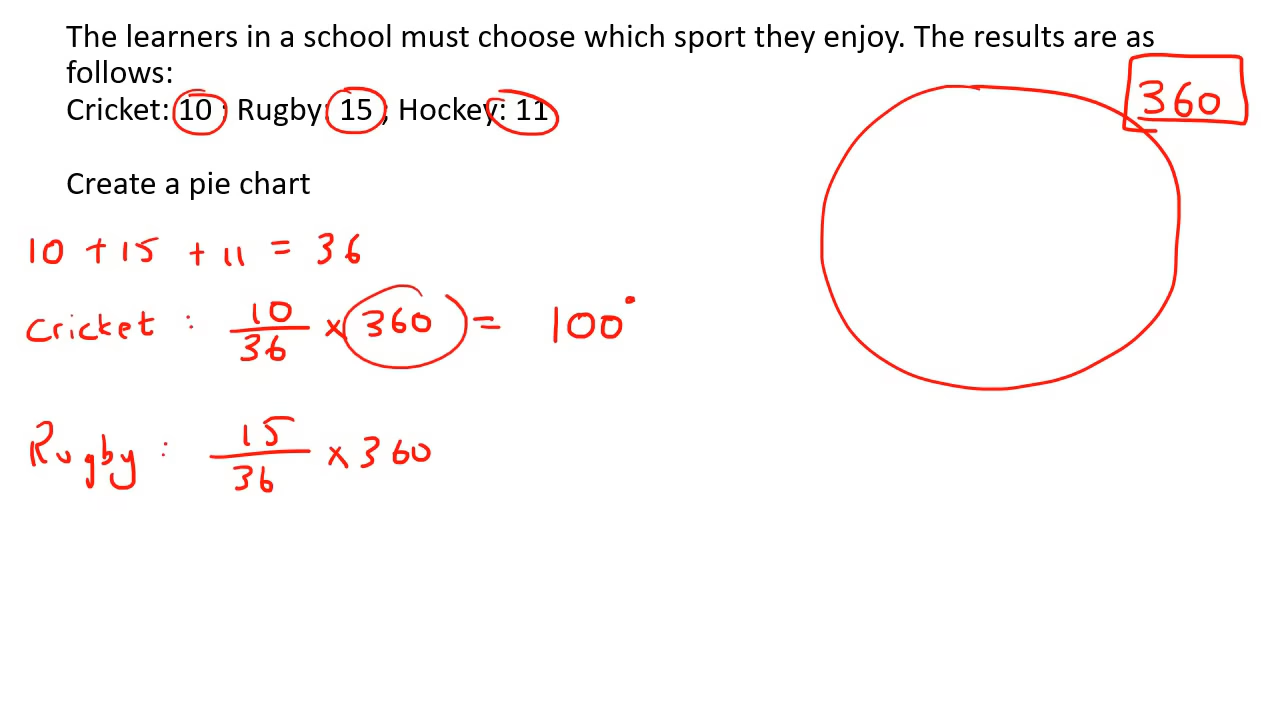 The learners in a school must choose which sport they enjoy. The results are as
follows:
Cricket: 10 ; Rugby: 15 ; Hockey: 11
360
Create a pie chart
10 + 15 + 11 = 36
Cricket : 10/36 × 360 = 100°
Rugby : 15/36 × 360